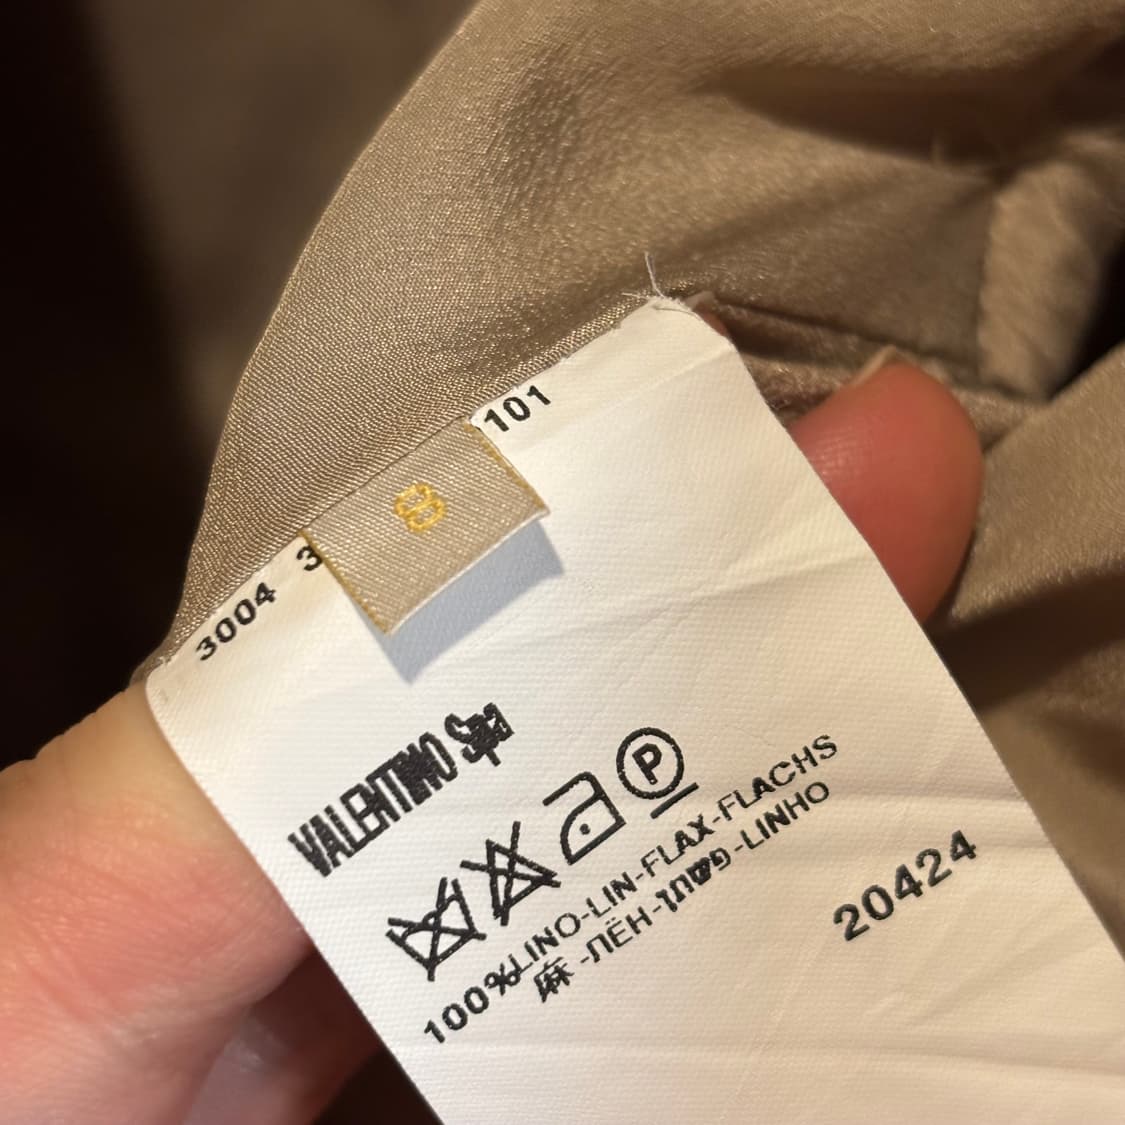 101
8
3004 3
VALENTINO SPA
P
100%LINO-LIN-FLAX-FLACHS
麻-ЛЁН-פשתן-LINHO
20424